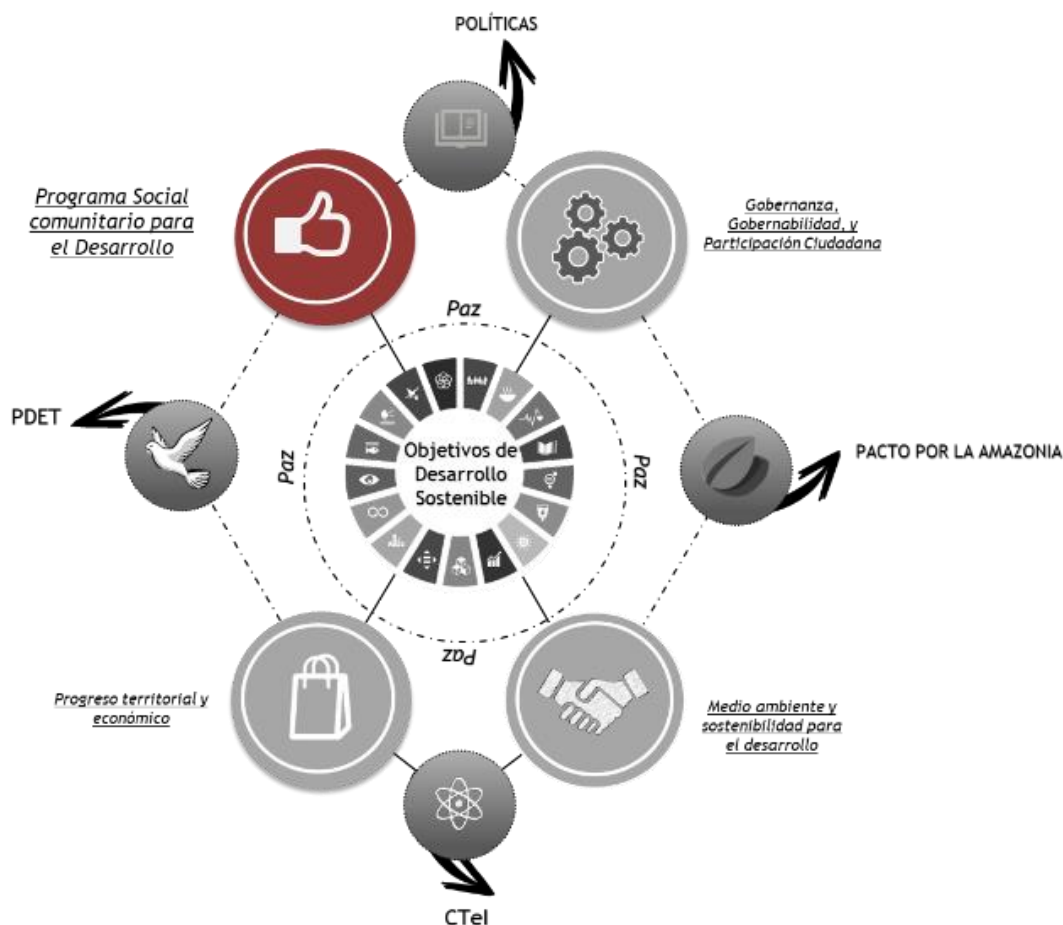 POLÍTICAS
Programa Social
comunitario para
el Desarrollo
Gobernanza,
Gobernabilidad, y
Participación Ciudadana
Paz
PDET
Paz
Objetivos de
Desarrollo
Sostenible
Paz
PACTO POR LA AMAZONIA
Paz
Progreso territorial y
económico
Medio ambiente y
sostenibilidad para
el desarrollo
CTeI